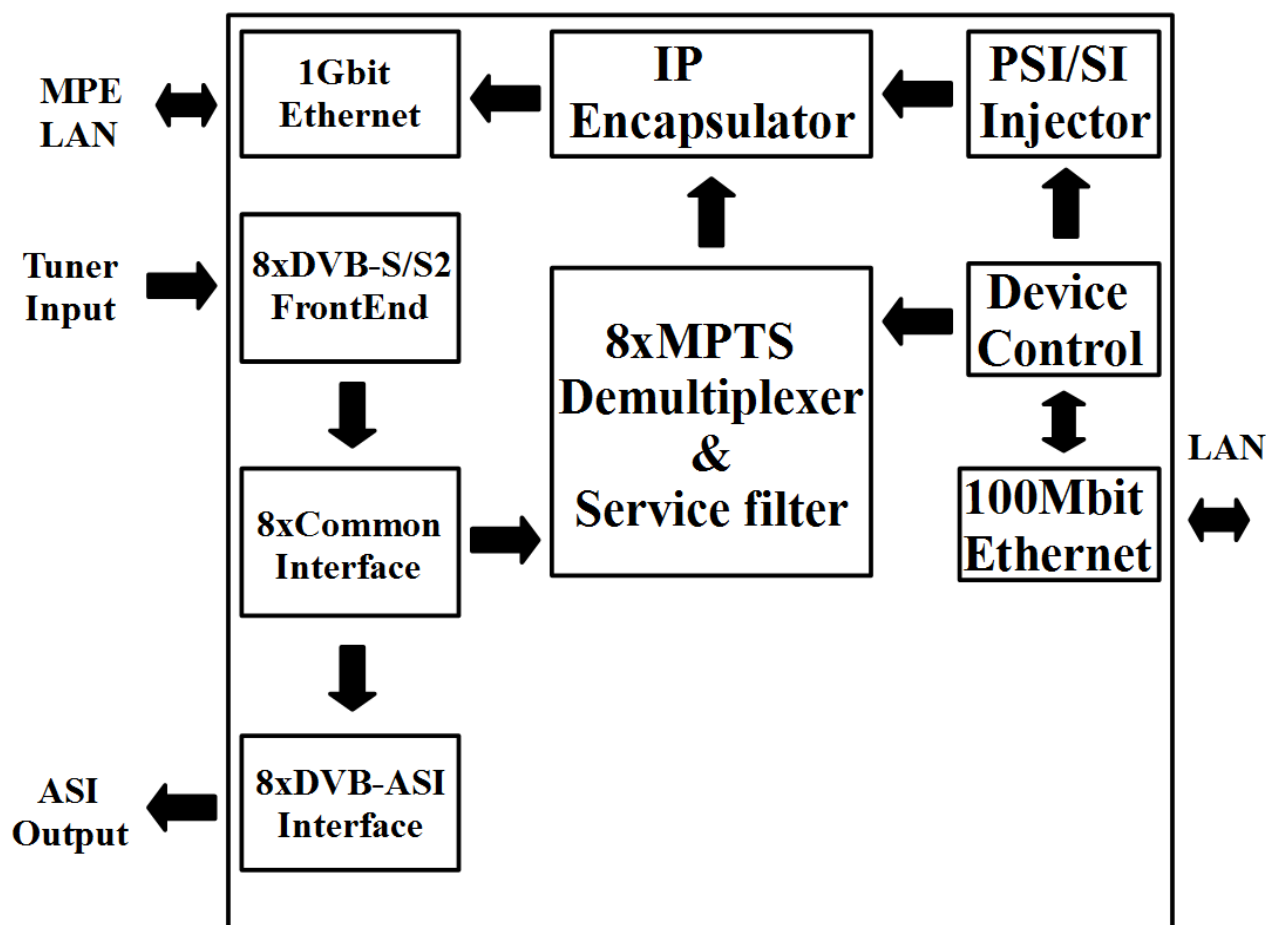 MPE
LAN
1Gbit
Ethernet
IP
Encapsulator
PSI/SI
Injector
Tuner
Input
8xDVB-S/S2
FrontEnd
8xMPTS
Demultiplexer
&
Service filter
Device
Control
8xCommon
Interface
100Mbit
Ethernet
LAN
ASI
Output
8xDVB-ASI
Interface